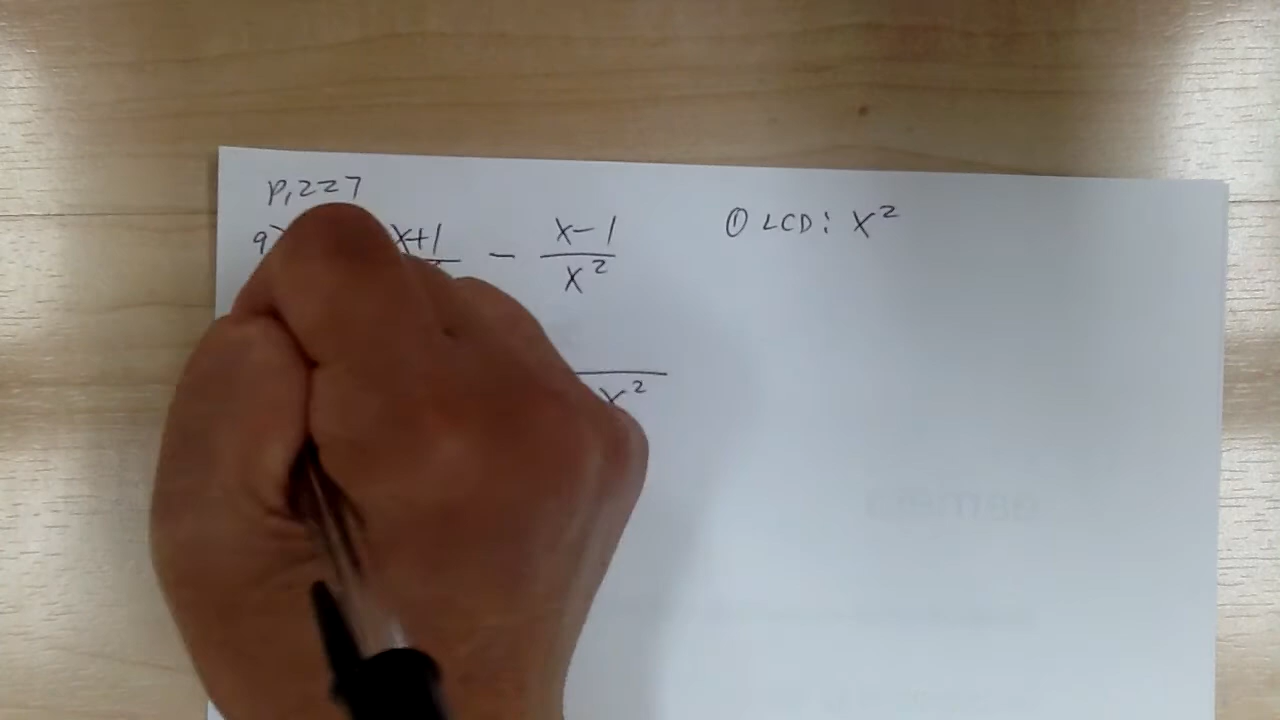 P.227
9) x+1 - x-1 ① LCD: x²
x²
x²